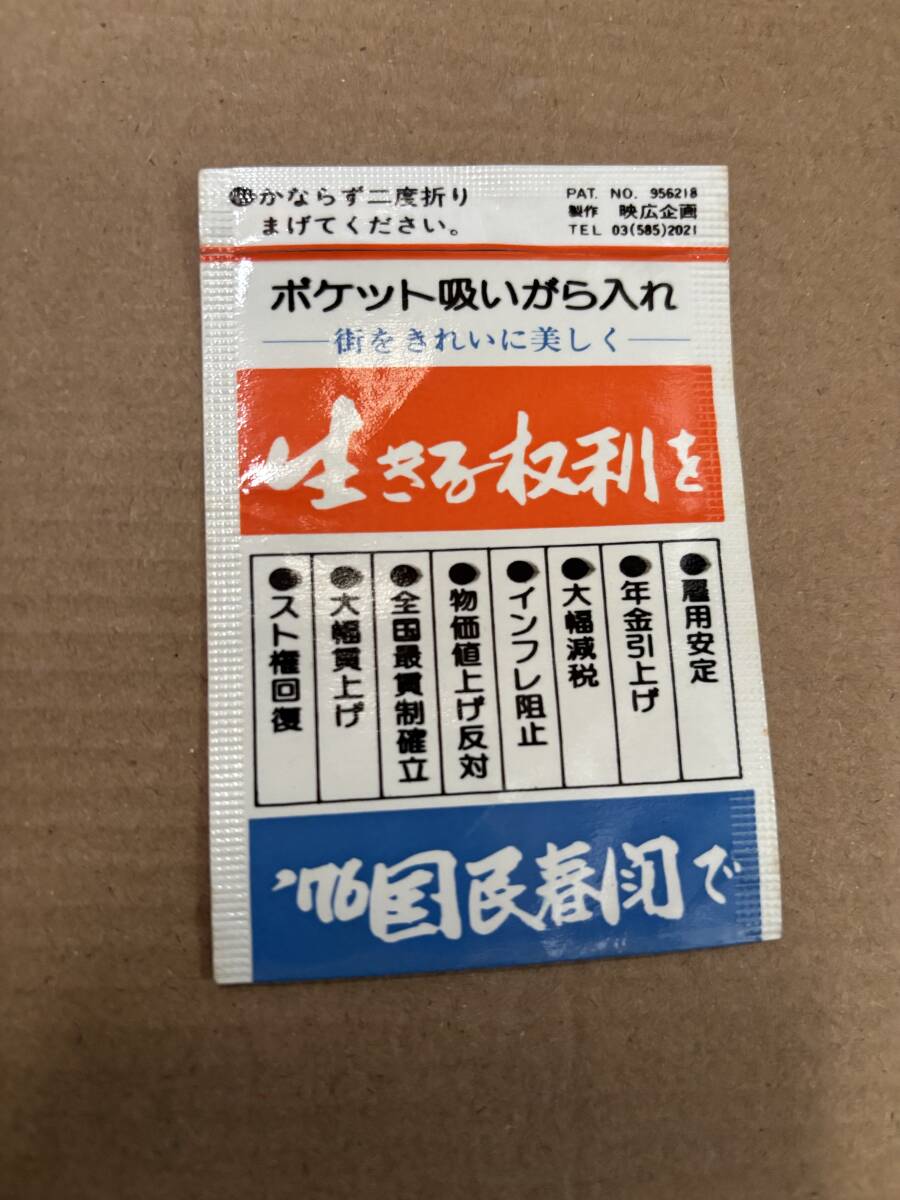 かならず二度折り
まげてください。
PAT. NO. 956218
製作 映広企画
TEL 03(585)2021
ポケット吸いがら入れ
街をきれいに美しく
生きる权利を
●雇用安定
●年金引上げ
●大幅減税
●インフレ阻止
●物価値上げ反対
●全国最賃制確立
●大幅賃上げ
●スト権回復
'76国民春闘で